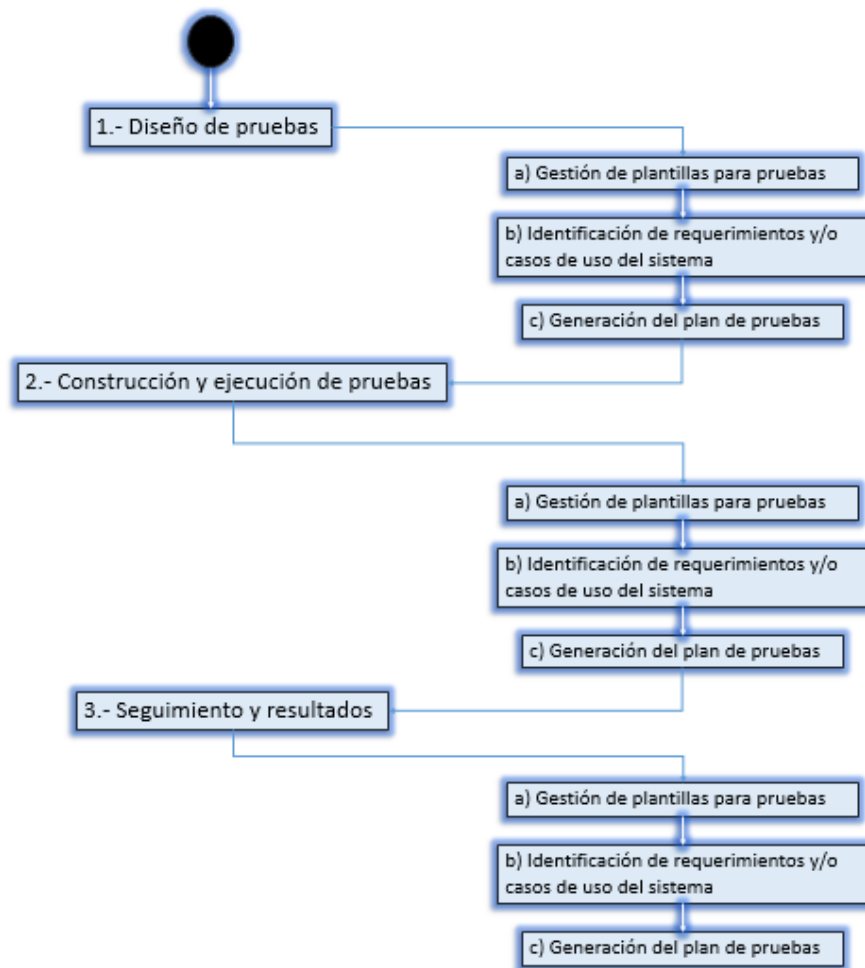 1.- Diseño de pruebas
a) Gestión de plantillas para pruebas
b) Identificación de requerimientos y/o
casos de uso del sistema
c) Generación del plan de pruebas
2.- Construcción y ejecución de pruebas
a) Gestión de plantillas para pruebas
b) Identificación de requerimientos y/o
casos de uso del sistema
c) Generación del plan de pruebas
3.- Seguimiento y resultados
a) Gestión de plantillas para pruebas
b) Identificación de requerimientos y/o
casos de uso del sistema
c) Generación del plan de pruebas